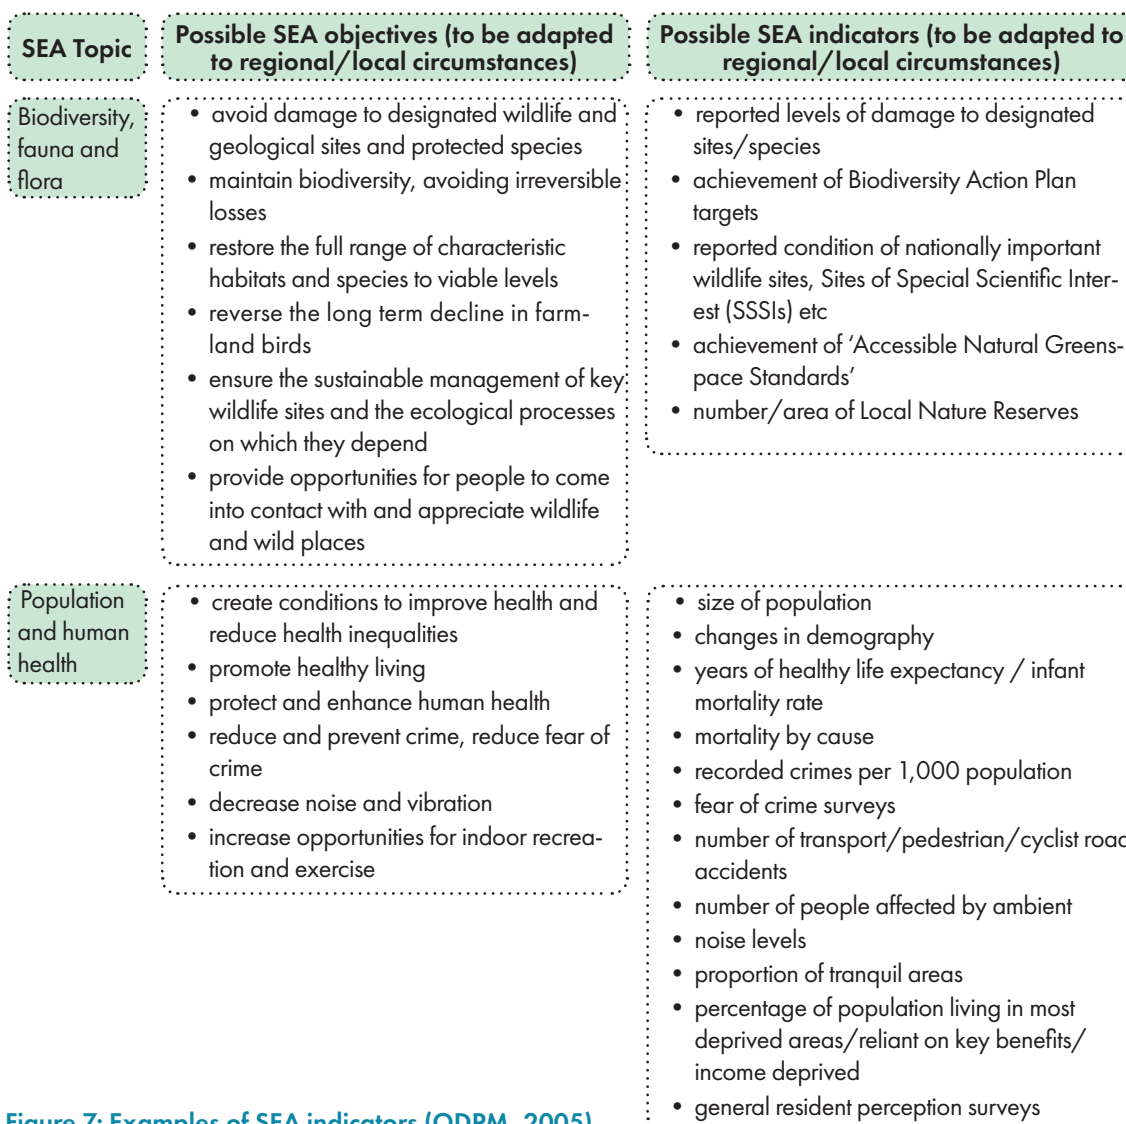 SEA Topic
Possible SEA objectives (to be adapted
to regional/local circumstances)
Possible SEA indicators (to be adapted to
regional/local circumstances)
Biodiversity,
fauna and
flora
• avoid damage to designated wildlife and
geological sites and protected species
• maintain biodiversity, avoiding irreversible
losses
• restore the full range of characteristic
habitats and species to viable levels
• reverse the long term decline in farm-
land birds
• ensure the sustainable management of key
wildlife sites and the ecological processes
on which they depend
• provide opportunities for people to come
into contact with and appreciate wildlife
and wild places
• reported levels of damage to designated
sites/species
• achievement of Biodiversity Action Plan
targets
• reported condition of nationally important
wildlife sites, Sites of Special Scientific Inter-
est (SSSIs) etc
• achievement of ‘Accessible Natural Greens-
pace Standards’
• number/area of Local Nature Reserves
Population
and human
health
• create conditions to improve health and
reduce health inequalities
• promote healthy living
• protect and enhance human health
• reduce and prevent crime, reduce fear of
crime
• decrease noise and vibration
• increase opportunities for indoor recrea-
tion and exercise
• size of population
• changes in demography
• years of healthy life expectancy / infant
mortality rate
• mortality by cause
• recorded crimes per 1,000 population
• fear of crime surveys
• number of transport/pedestrian/cyclist road
accidents
• number of people affected by ambient
• noise levels
• proportion of tranquil areas
• percentage of population living in most
deprived areas/reliant on key benefits/
income deprived
• general resident perception surveys
Figure 7: Examples of SEA indicators (ODPM, 2005)